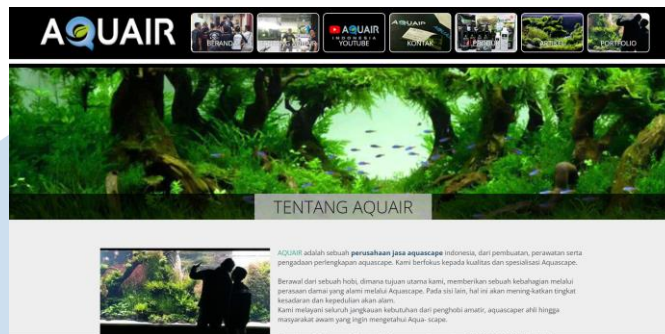 AQUAIR
BERANDA
AQUAIR
INDONESIA
YOUTUBE
KONTAK
PORTFOLIO
TENTANG AQUAIR
AQUAIR adalah sebuah perusahaan jasa aquascape indonesia, dari pembuatan, perawatan serta
pengadaan perlengkapan aquascape. Kami berfokus kepada kualitas dan spesialisasi Aquascape.
Berawal dari sebuah hobi, dimana tujuan utama kami, memberikan sebuah kebahagian melalui
perasaan damai yang alami melalui Aquascape. Pada sisi lain, hal ini akan mening-katkan tingkat
kesadaran dan kepedulian akan alam.
Kami melayani seluruh jangkauan kebutuhan dari penghobi amatir, aquascaper ahli hingga
masyarakat awam yang ingin mengetahui Aqua- scape.